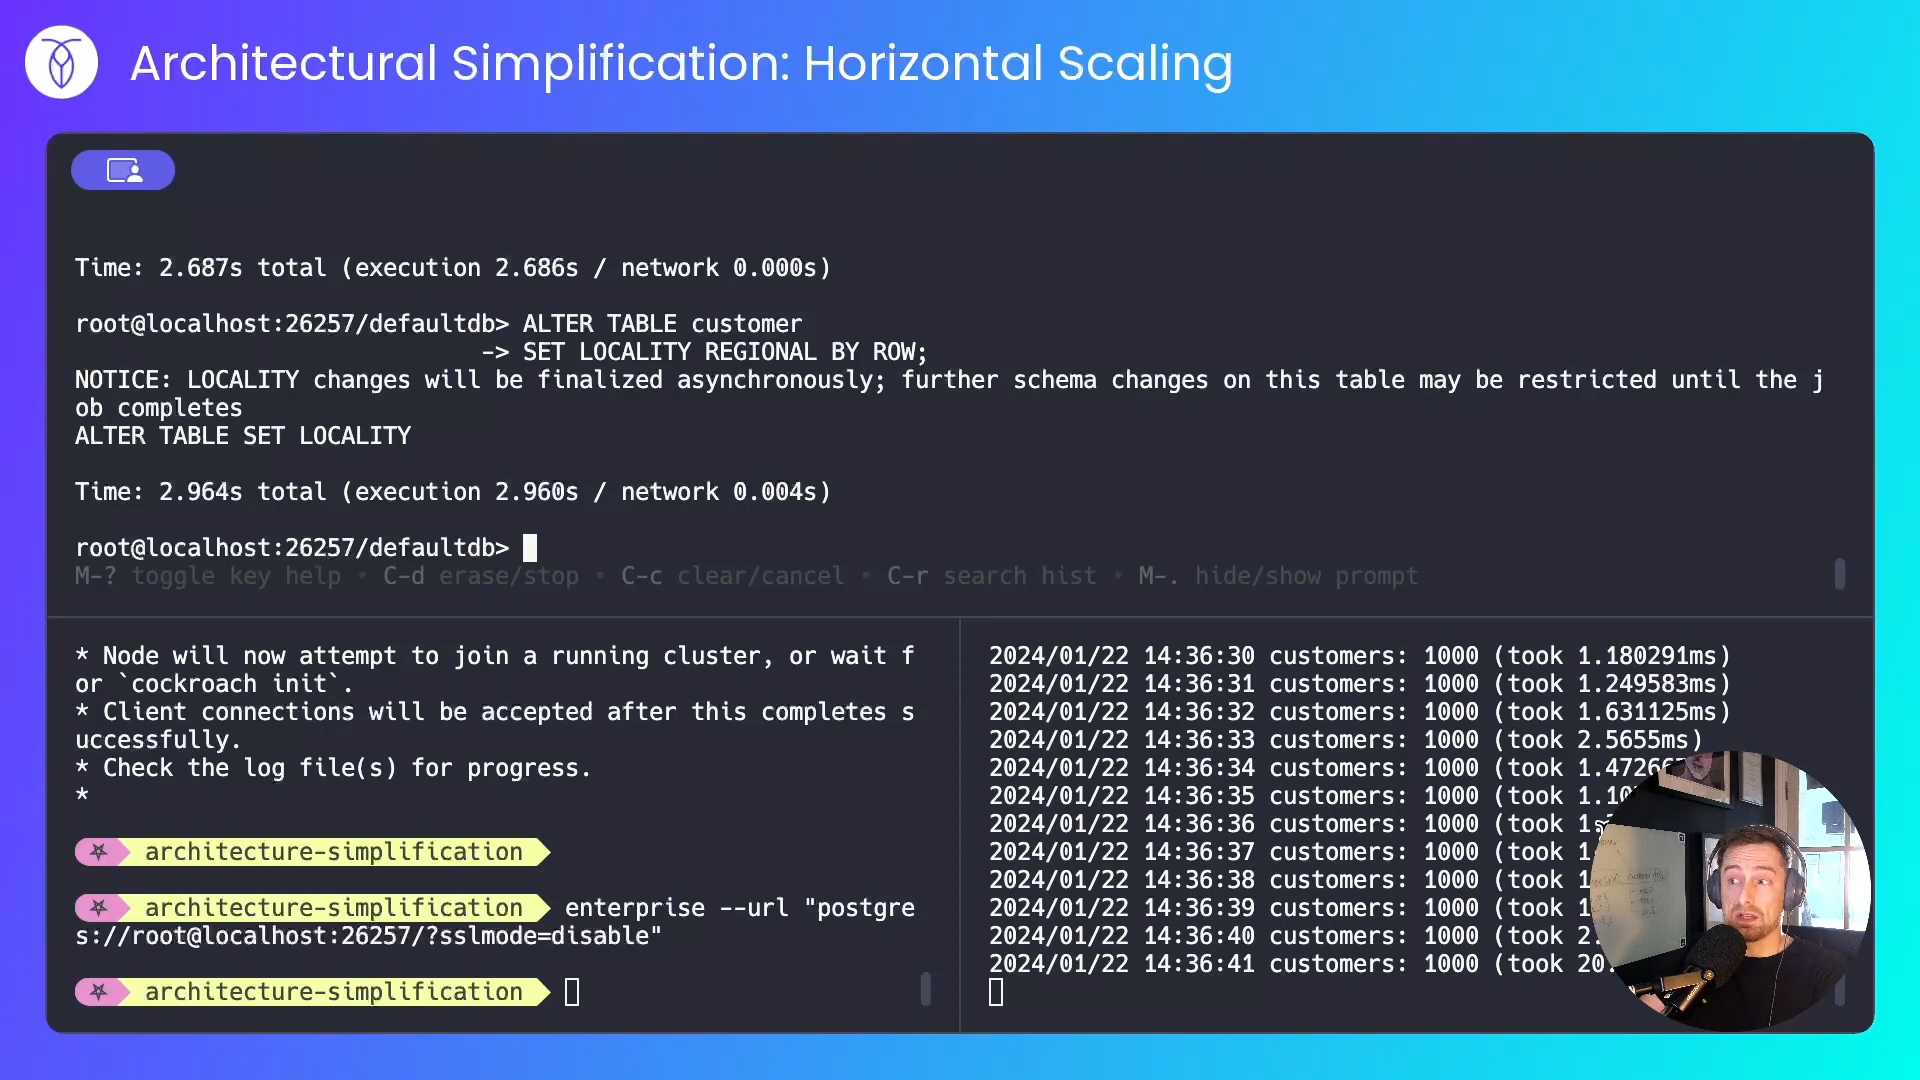 Architectural Simplification: Horizontal Scaling
Time: 2.687s total (execution 2.686s / network 0.000s)
root@localhost:26257/defaultdb> ALTER TABLE customer
-> SET LOCALITY REGIONAL BY ROW;
NOTICE: LOCALITY changes will be finalized asynchronously; further schema changes on this table may be restricted until the j
ob completes
ALTER TABLE SET LOCALITY
Time: 2.964s total (execution 2.960s / network 0.004s)
root@localhost:26257/defaultdb>
M-? toggle key help • C-d erase/stop • C-c clear/cancel • C-r search hist • M-. hide/show prompt
* Node will now attempt to join a running cluster, or wait f
or `cockroach init`.
* Client connections will be accepted after this completes s
uccessfully.
* Check the log file(s) for progress.
*
architecture-simplification
architecture-simplification enterprise --url "postgre
s://root@localhost:26257/?sslmode=disable"
architecture-simplification
2024/01/22 14:36:30 customers: 1000 (took 1.180291ms)
2024/01/22 14:36:31 customers: 1000 (took 1.249583ms)
2024/01/22 14:36:32 customers: 1000 (took 1.631125ms)
2024/01/22 14:36:33 customers: 1000 (took 2.5655ms)
2024/01/22 14:36:34 customers: 1000 (took
2024/01/22 14:36:35 customers: 1000 (took
2024/01/22 14:36:36 customers: 1000 (took
2024/01/22 14:36:37 customers: 1000 (took
2024/01/22 14:36:38 customers: 1000 (took
2024/01/22 14:36:39 customers: 1000 (took
2024/01/22 14:36:40 customers: 1000 (took
2024/01/22 14:36:41 customers: 1000 (took